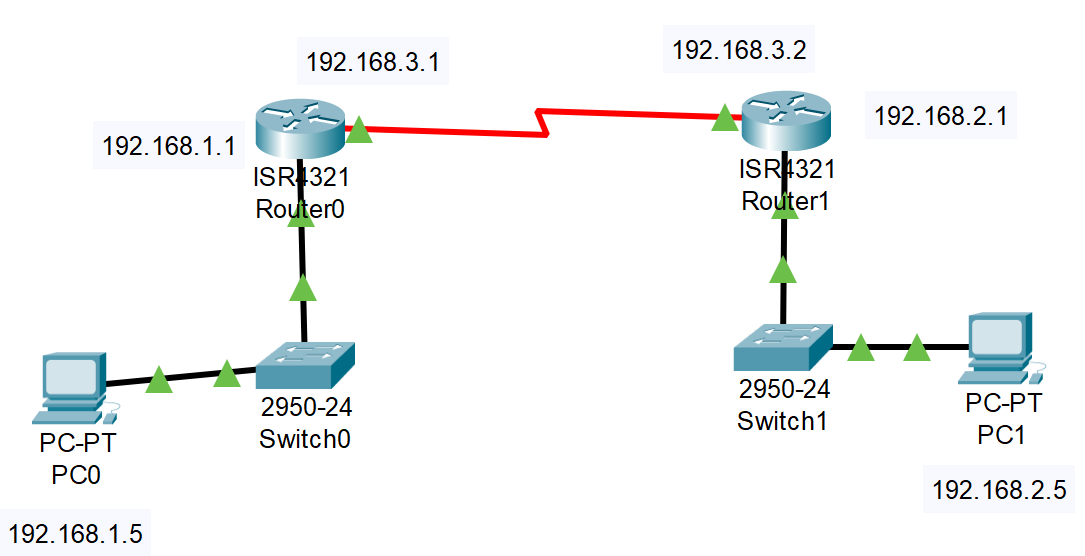 192.168.3.1
192.168.3.2
192.168.1.1
192.168.2.1
ISR4321
Router0
ISR4321
Router1
2950-24
Switch0
2950-24
Switch1
PC-PT
PC0
PC-PT
PC1
192.168.1.5
192.168.2.5